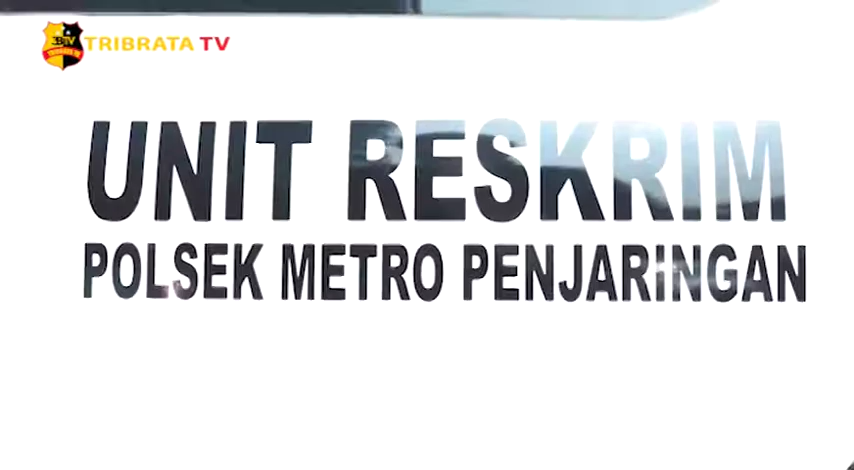 TRIBRATA TV
UNIT RESKRIM
POLSEK METRO PENJARINGAN